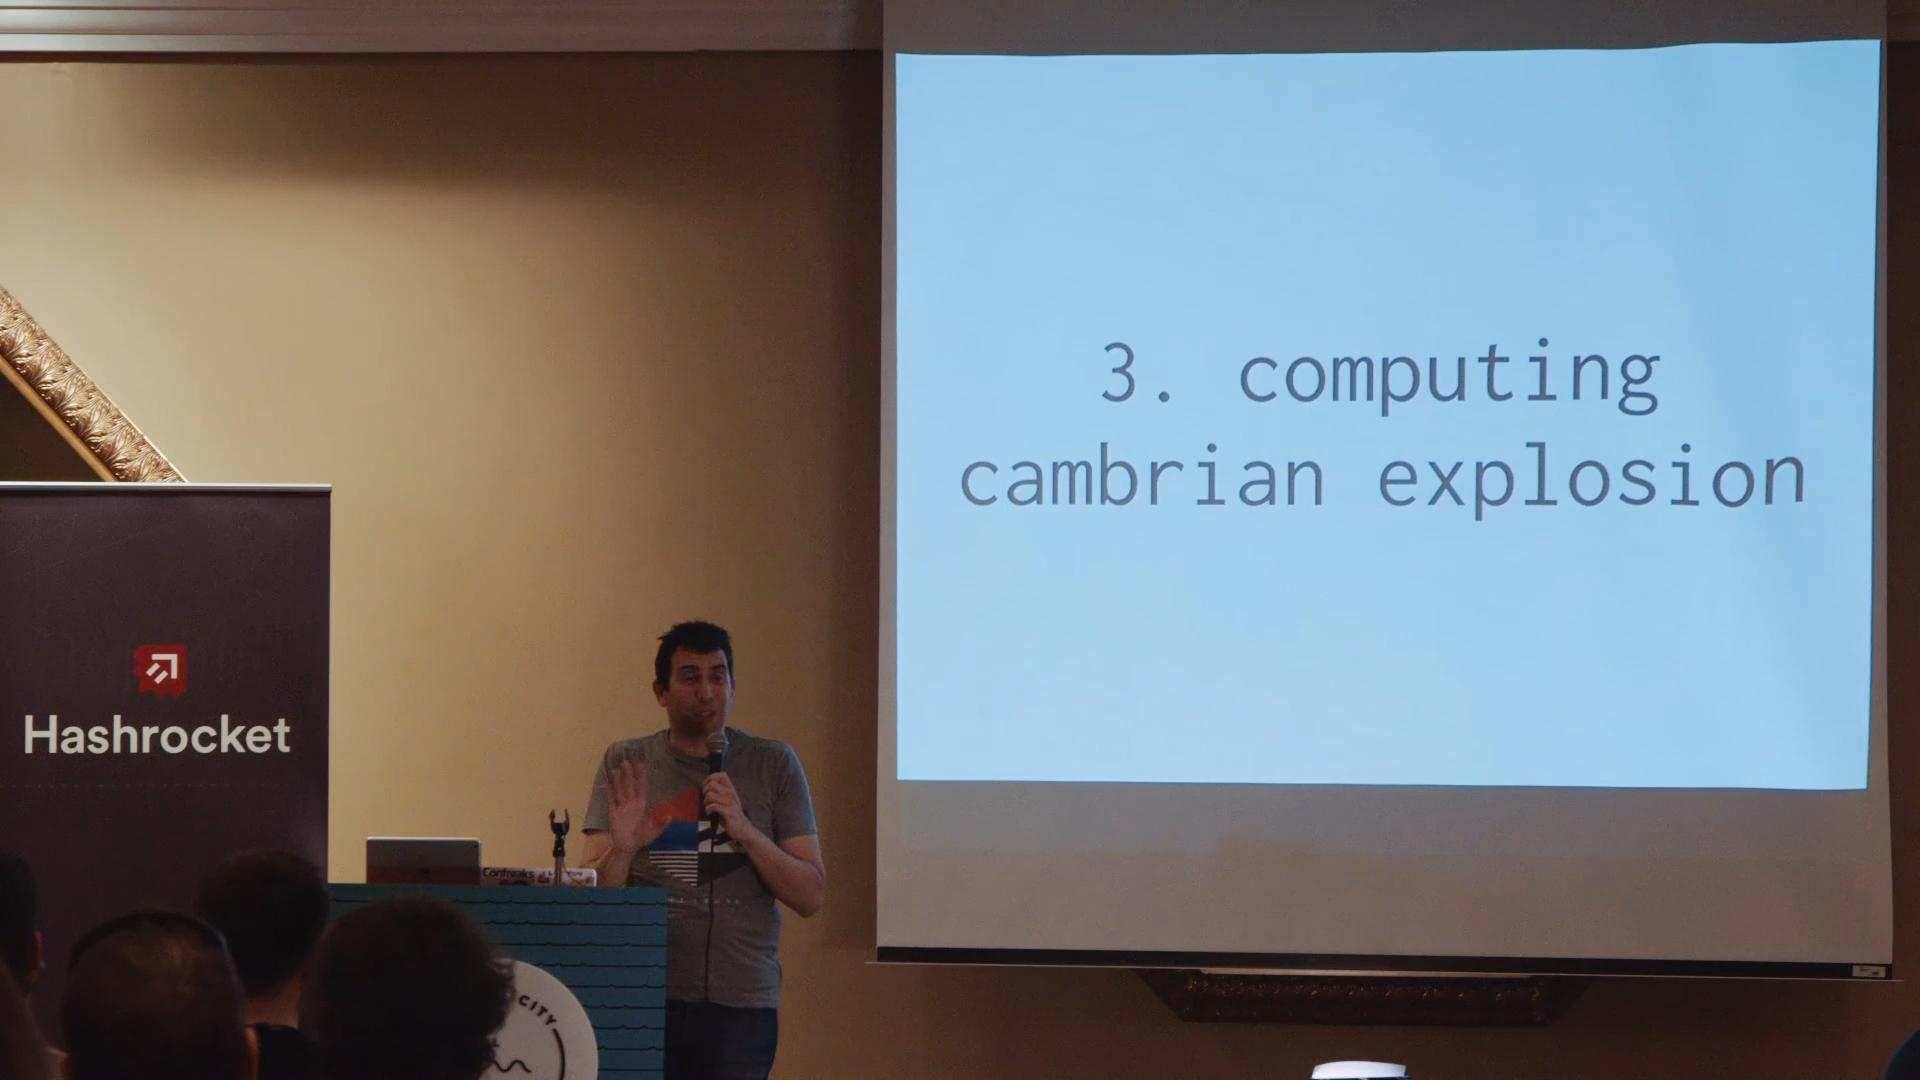 3. computing
cambrian explosion
Hashrocket
Confreaks
CITY